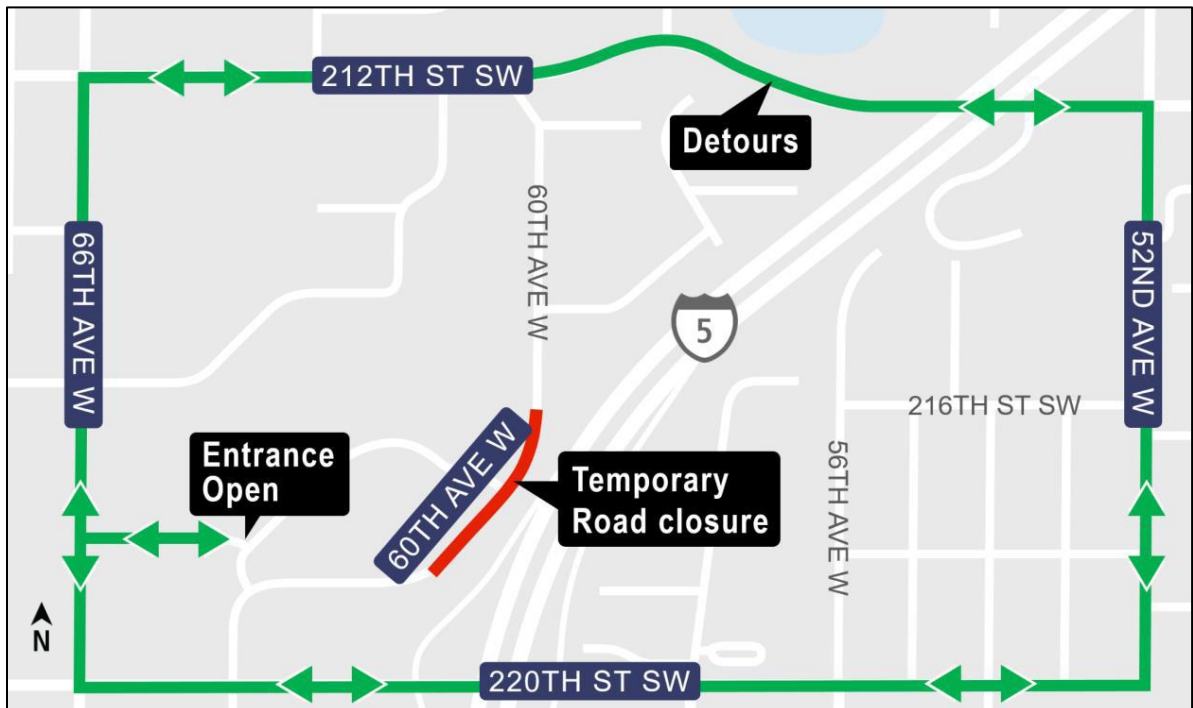 212TH ST SW
Detours
60TH AVE W
66TH AVE W
52ND AVE W
5
216TH ST SW
Entrance
Open
60TH AVE W
Temporary
Road closure
56TH AVE W
N
220TH ST SW